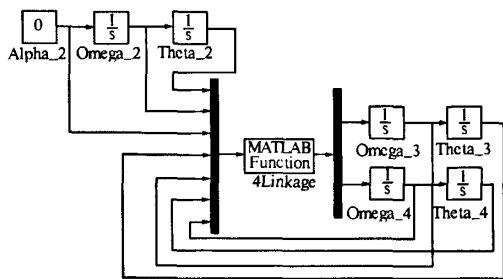 0
1
s
1
s
Alpha_2
Omega_2
Theta_2
MATLAB
Function
4Linkage
1
s
1
s
Omega_3
Theta_3
1
s
1
s
Omega_4
Theta_4